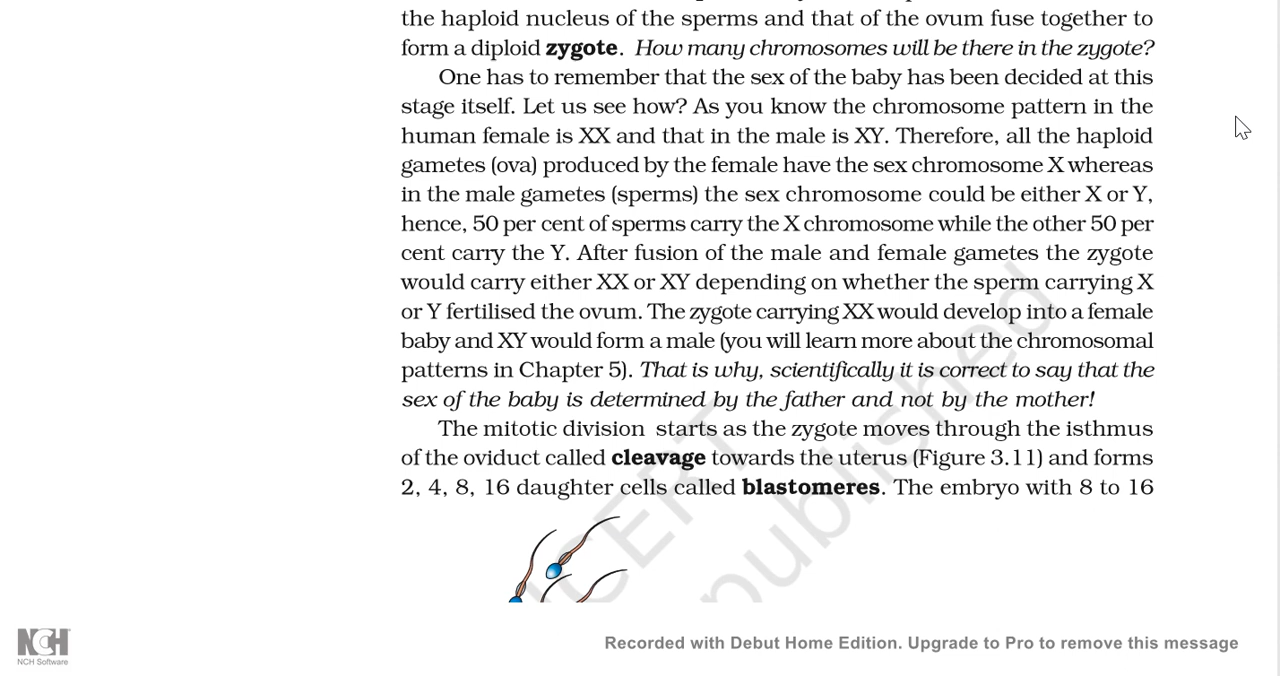 the haploid nucleus of the sperms and that of the ovum fuse together to
form a diploid zygote. How many chromosomes will be there in the zygote?
One has to remember that the sex of the baby has been decided at this
stage itself. Let us see how? As you know the chromosome pattern in the
human female is XX and that in the male is XY. Therefore, all the haploid
gametes (ova) produced by the female have the sex chromosome X whereas
in the male gametes (sperms) the sex chromosome could be either X or Y,
hence, 50 per cent of sperms carry the X chromosome while the other 50 per
cent carry the Y. After fusion of the male and female gametes the zygote
would carry either XX or XY depending on whether the sperm carrying X
or Y fertilised the ovum. The zygote carrying XX would develop into a female
baby and XY would form a male (you will learn more about the chromosomal
patterns in Chapter 5). That is why, scientifically it is correct to say that the
sex of the baby is determined by the father and not by the mother!
The mitotic division starts as the zygote moves through the isthmus
of the oviduct called cleavage towards the uterus (Figure 3.11) and forms
2, 4, 8, 16 daughter cells called blastomeres. The embryo with 8 to 16
NCERT
published
NCH
NCH Software
Recorded with Debut Home Edition. Upgrade to Pro to remove this message